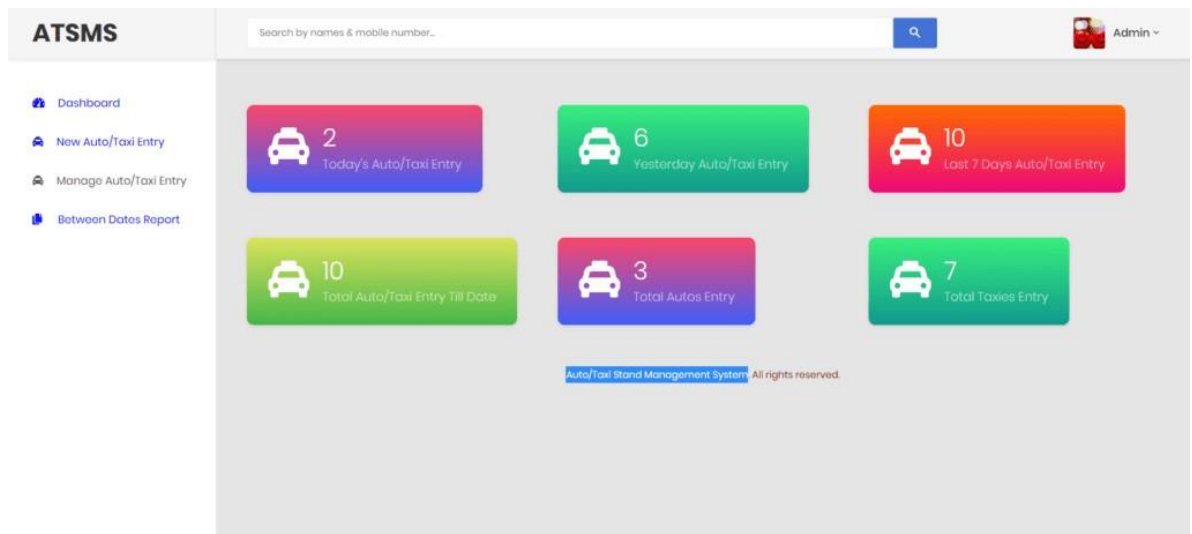 ATSMS
Search by names & mobile number...
Admin
Dashboard
New Auto/Taxi Entry
Manage Auto/Taxi Entry
Between Dates Report
2
Today's Auto/Taxi Entry
6
Yesterday Auto/Taxi Entry
10
Last 7 Days Auto/Taxi Entry
10
Total Auto/Taxi Entry Till Date
3
Total Autos Entry
7
Total Taxies Entry
Auto/Taxi Stand Management System. All rights reserved.